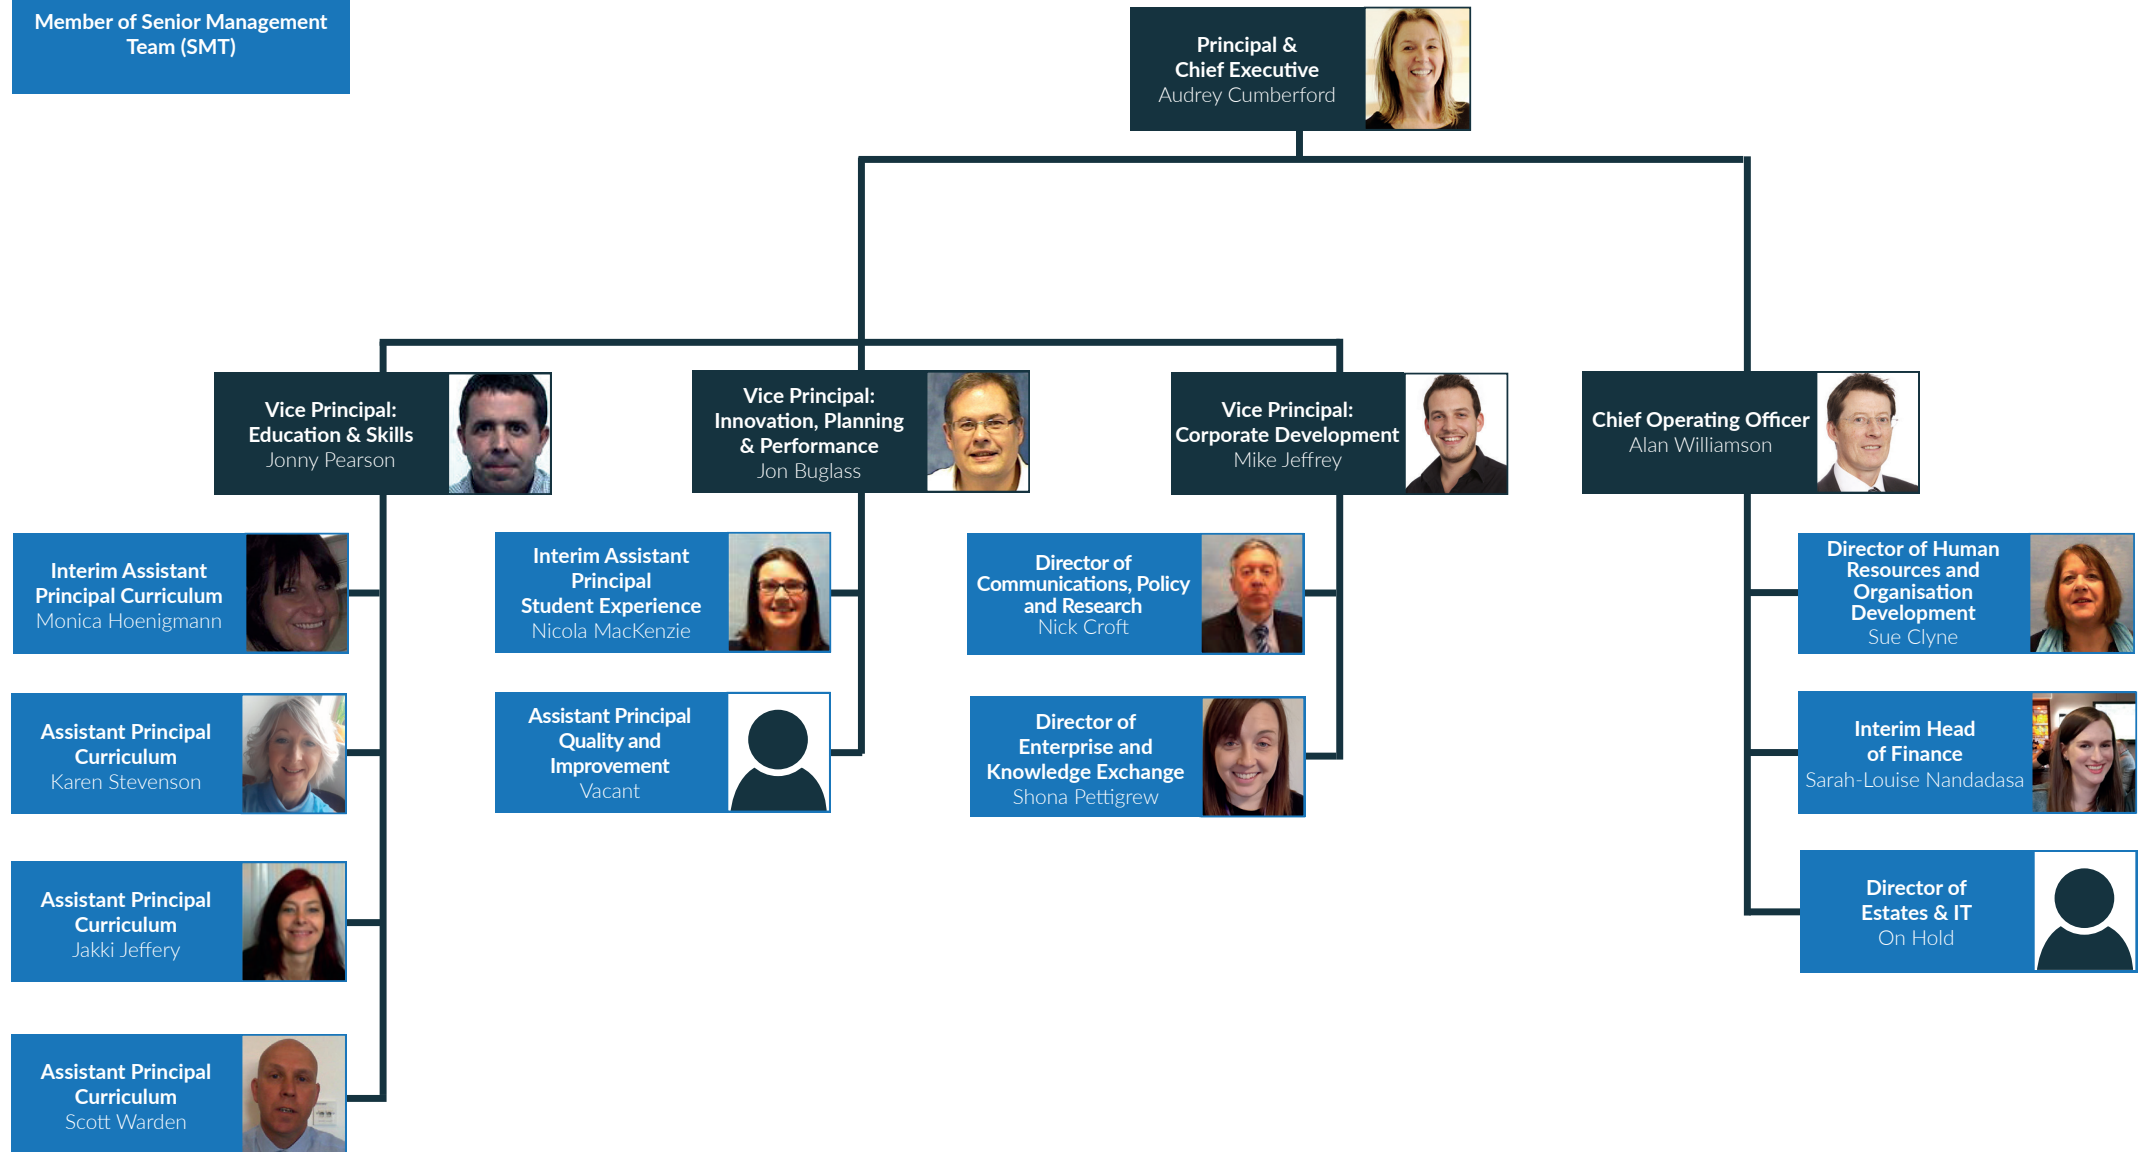 Member of Senior Management
Team (SMT)
Principal &
Chief Executive
Audrey Cumberford
Vice Principal:
Education & Skills
Jonny Pearson
Vice Principal:
Innovation, Planning
& Performance
Jon Buglass
Vice Principal:
Corporate Development
Mike Jeffrey
Chief Operating Officer
Alan Williamson
Interim Assistant
Principal Curriculum
Monica Hoenigmann
Interim Assistant
Principal
Student Experience
Nicola MacKenzie
Director of
Communications, Policy
and Research
Nick Croft
Director of Human
Resources and
Organisation
Development
Sue Clyne
Assistant Principal
Curriculum
Karen Stevenson
Assistant Principal
Quality and
Improvement
Vacant
Director of
Enterprise and
Knowledge Exchange
Shona Pettigrew
Interim Head
of Finance
Sarah-Louise Nandadasa
Assistant Principal
Curriculum
Jakki Jeffery
Director of
Estates & IT
On Hold
Assistant Principal
Curriculum
Scott Warden